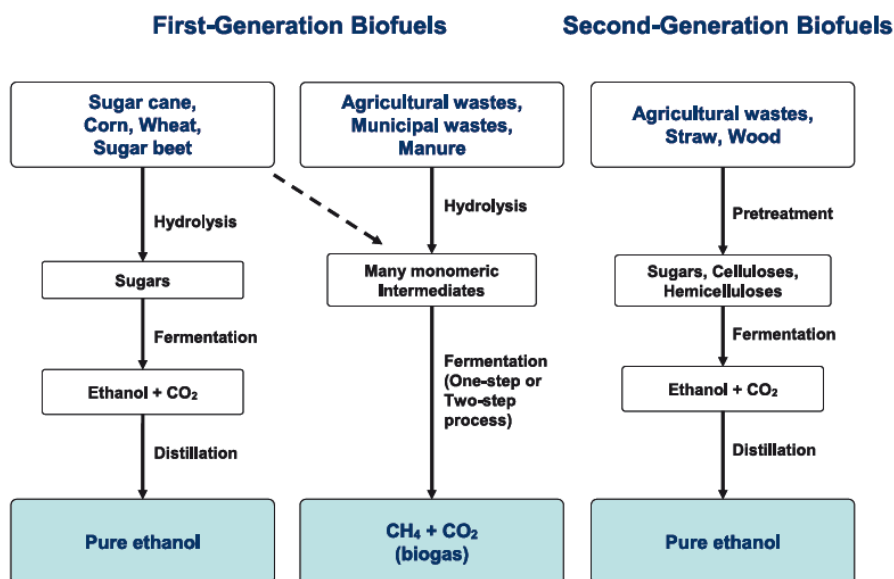 First-Generation Biofuels
Second-Generation Biofuels
Sugar cane,
Corn, Wheat,
Sugar beet
Hydrolysis
Sugars
Fermentation
Ethanol + CO₂
Distillation
Pure ethanol
Agricultural wastes,
Municipal wastes,
Manure
Hydrolysis
Many monomeric
Intermediates
Fermentation
(One-step or
Two-step
process)
CH₄ + CO₂
(biogas)
Agricultural wastes,
Straw, Wood
Pretreatment
Sugars, Celluloses,
Hemicelluloses
Fermentation
Ethanol + CO₂
Distillation
Pure ethanol